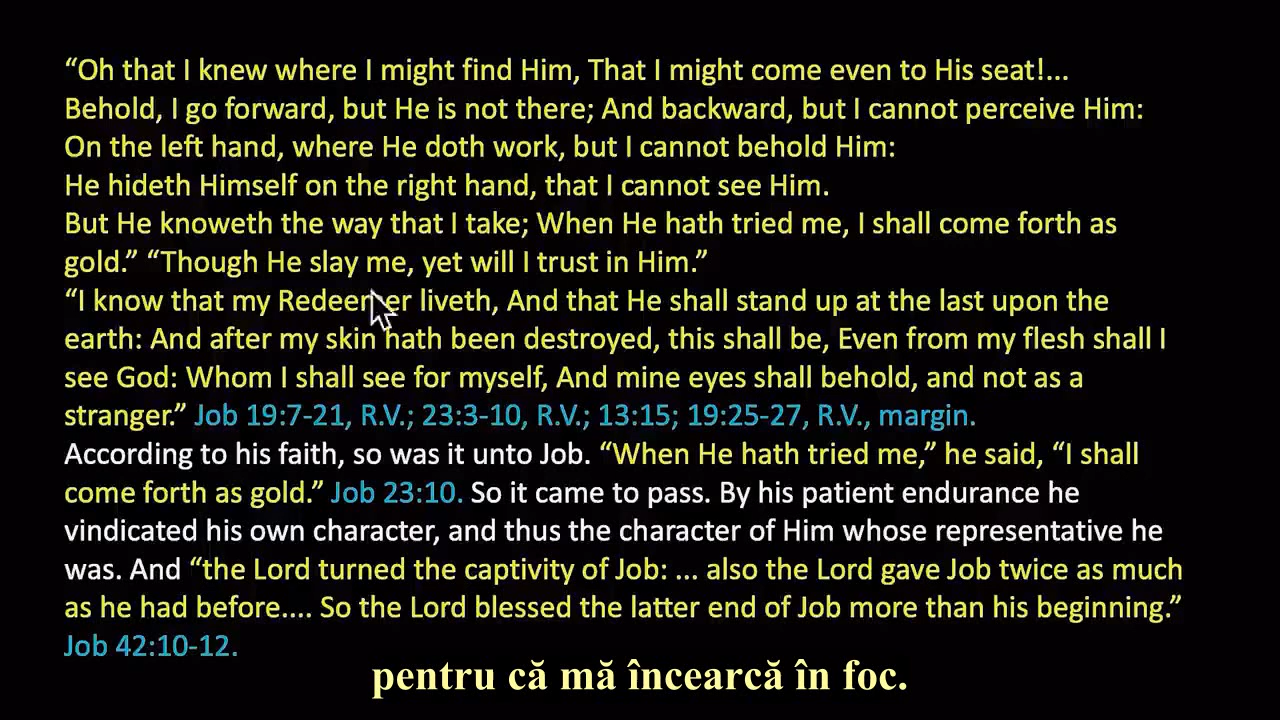 “Oh that I knew where I might find Him, That I might come even to His seat!...
Behold, I go forward, but He is not there; And backward, but I cannot perceive Him:
On the left hand, where He doth work, but I cannot behold Him:
He hideth Himself on the right hand, that I cannot see Him.
But He knoweth the way that I take; When He hath tried me, I shall come forth as
gold.” “Though He slay me, yet will I trust in Him.”
“I know that my Redeemer liveth, And that He shall stand up at the last upon the
earth: And after my skin hath been destroyed, this shall be, Even from my flesh shall I
see God: Whom I shall see for myself, And mine eyes shall behold, and not as a
stranger.” Job 19:7-21, R.V.; 23:3-10, R.V.; 13:15; 19:25-27, R.V., margin.
According to his faith, so was it unto Job. “When He hath tried me,” he said, “I shall
come forth as gold.” Job 23:10. So it came to pass. By his patient endurance he
vindicated his own character, and thus the character of Him whose representative he
was. And “the Lord turned the captivity of Job: ... also the Lord gave Job twice as much
as he had before.... So the Lord blessed the latter end of Job more than his beginning.”
Job 42:10-12.
pentru că mă încearcă în foc.